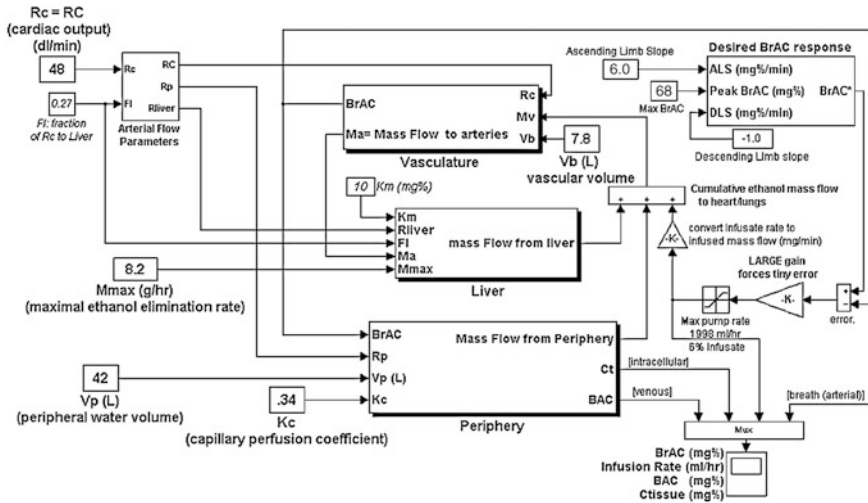 Rc = RC
(cardiac output)
(dl/min)
48
0.27
FI: fraction
of Rc to Liver
Rc
FI
RC
Rp
Rliver
Arterial Flow
Parameters
BrAC
Ma= Mass Flow to arteries
Rc
Mv
Vb
Vasculature
7.8
Vb (L)
vascular volume
Ascending Limb Slope
6.0
68
Max BrAC
Desired BrAC response
ALS (mg%/min)
Peak BrAC (mg%)
DLS (mg%/min)
BrAC*
-1.0
Descending Limb slope
10
Km (mg%)
Km
Rliver
FI
Ma
Mmax
mass Flow from liver
Liver
8.2
Mmax (g/hr)
(maximal ethanol elimination rate)
+ + +
Cumulative ethanol mass flow
to heart/lungs
-K-
convert infusate rate to
infused mass flow (mg/min)
LARGE gain
forces tiny error
-K-
+
−
error.
Max pump rate
1998 ml/hr
6% Infusate
BrAC
Rp
Vp (L)
Kc
Mass Flow from Periphery
Ct
BAC
Periphery
[intracellular]
[venous]
[breath (arterial)]
42
Vp (L)
(peripheral water volume)
.34
Kc
(capillary perfusion coefficient)
Mux
BrAC (mg%)
Infusion Rate (ml/hr)
BAC (mg%)
Ctissue (mg%)